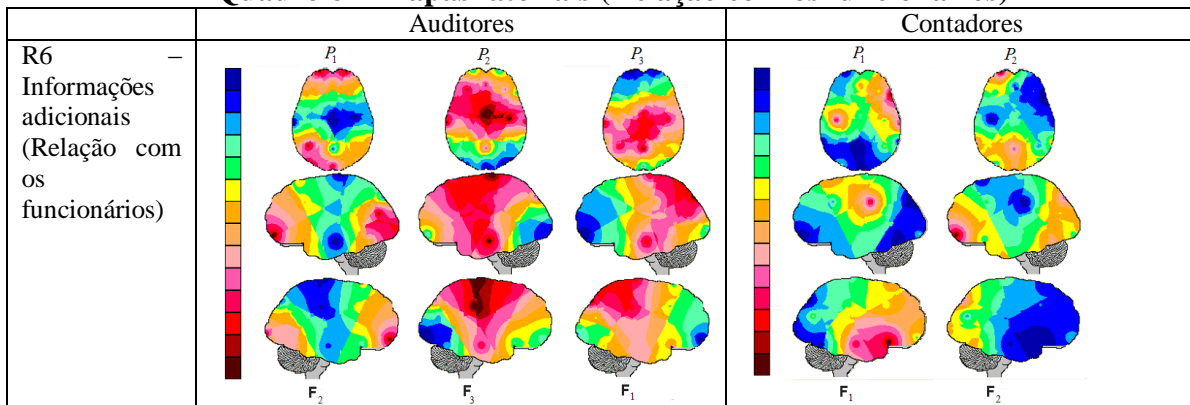 Auditores Contadores
R6 –
Informações
adicionais
(Relação com
os
funcionários)
P1 P2 P3 P1 P2
F2 F3 F1 F1 F2